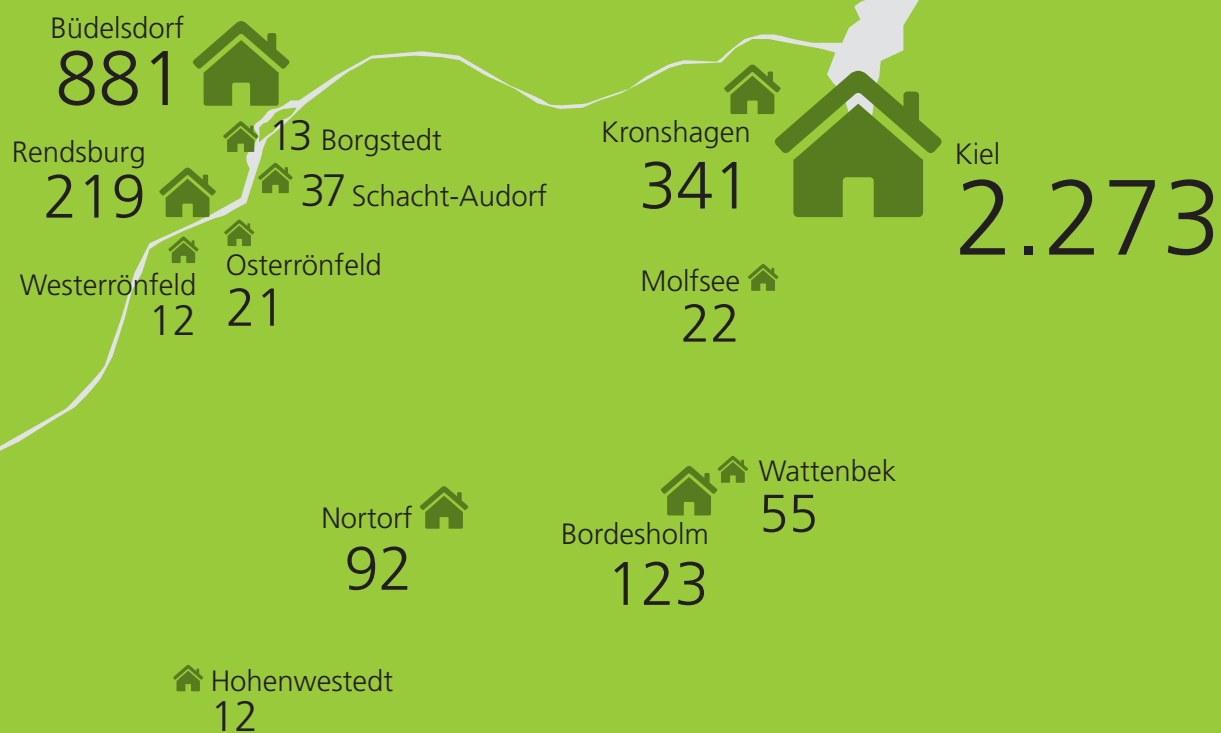 Büdelsdorf
881
13 Borgstedt
Rendsburg
219
37 Schacht-Audorf
Westerrönfeld
12
Osterrönfeld
21
Kronshagen
341
Kiel
2.273
Molfsee
22
Wattenbek
55
Nortorf
92
Bordesholm
123
Hohenwestedt
12